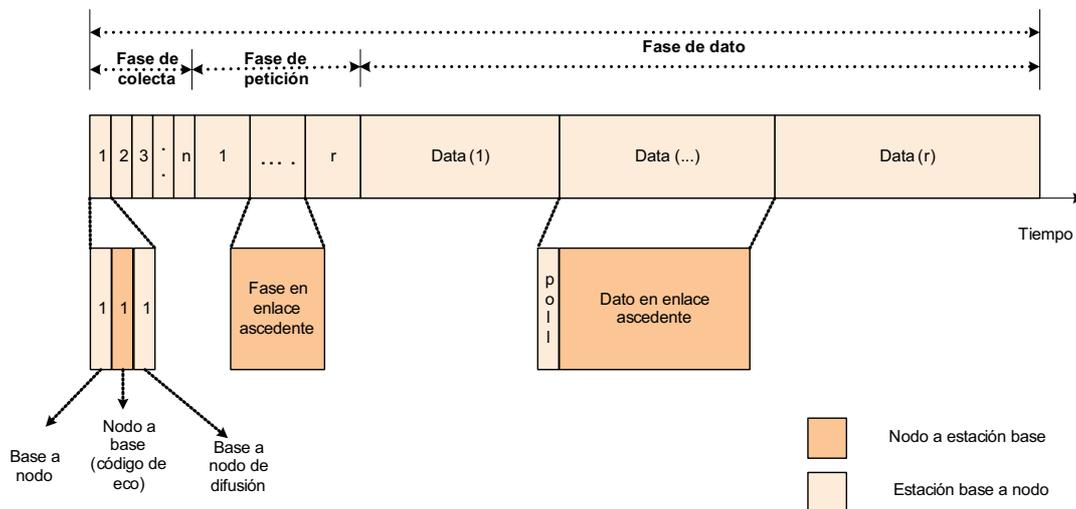 Fase de dato
Fase de
colecta
Fase de
petición
1
2
3
.
.
.
n
1
... .
r
Data (1)
Data (...)
Data (r)
Tiempo
1
1
1
Fase en
enlace
ascedente
p
o
l
l
Dato en enlace
ascedente
Base a
nodo
Nodo a
base
(código de
eco)
Base a
nodo de
difusión
Nodo a estación base
Estación base a nodo